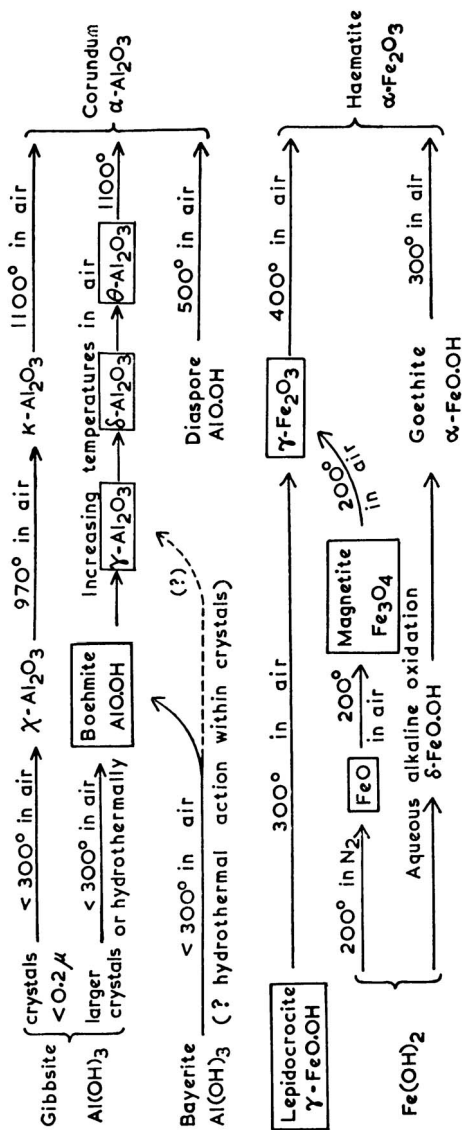 Gibbsite
Al(OH)₃
crystals
<0.2μ
< 300° in air
χ-Al₂O₃
970° in air
κ-Al₂O₃
1100° in air
Corundum
α-Al₂O₃
larger
crystals
< 300° in air
or hydrothermally
Boehmite
AlO.OH
Increasing temperatures in air
γ-Al₂O₃
δ-Al₂O₃
θ-Al₂O₃
1100°
Bayerite
Al(OH)₃
< 300° in air
(? hydrothermal action within crystals)
(?)
Diaspore
AlO.OH
500° in air
Lepidocrocite
γ-FeO.OH
300° in air
γ-Fe₂O₃
400° in air
Haematite
α-Fe₂O₃
Fe(OH)₂
200° in N₂
FeO
200°
in air
Magnetite
Fe₃O₄
200°
in air
Aqueous alkaline oxidation
δ-FeO.OH
Goethite
α-FeO.OH
300° in air